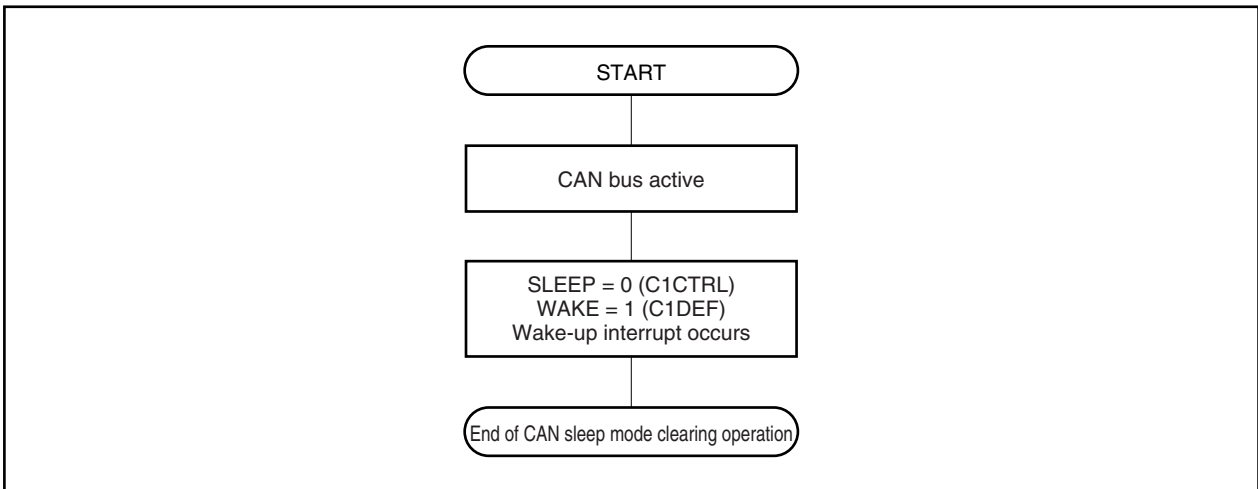 START
CAN bus active
SLEEP = 0 (C1CTRL)
WAKE = 1 (C1DEF)
Wake-up interrupt occurs
End of CAN sleep mode clearing operation